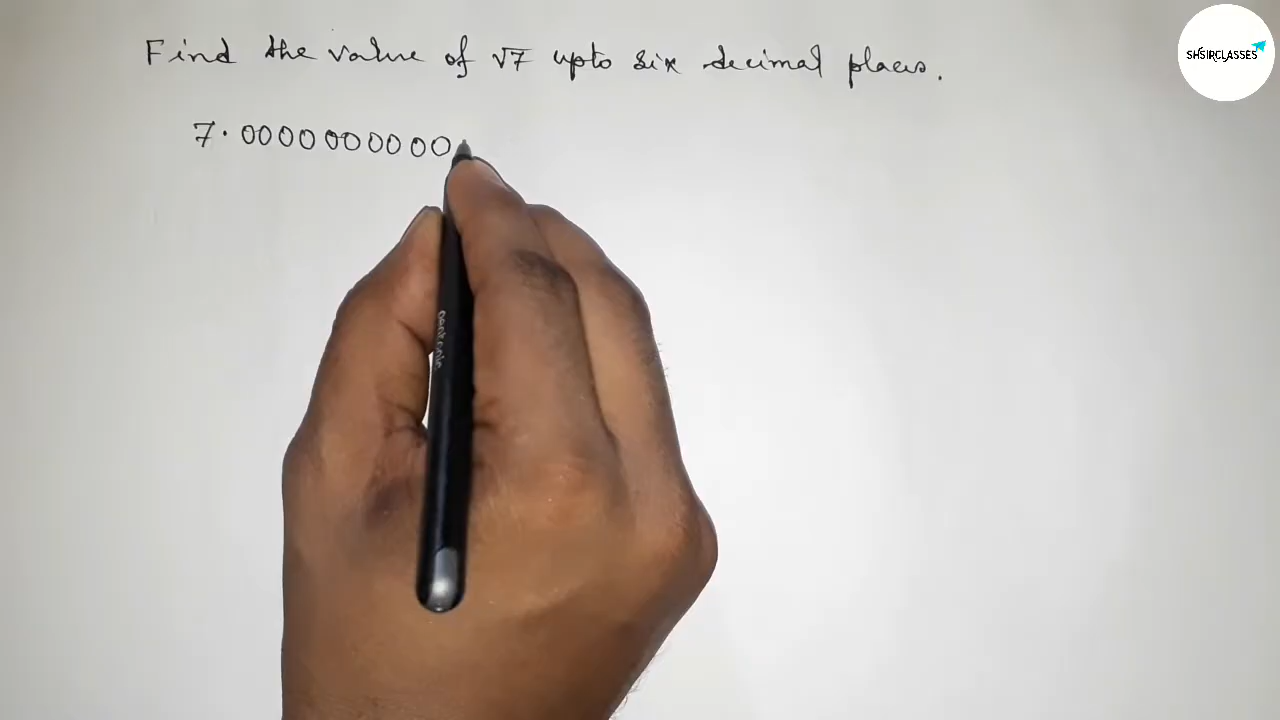 Find the value of √7 upto six decimal places.
7.0000000000
SHSIRCLASSES